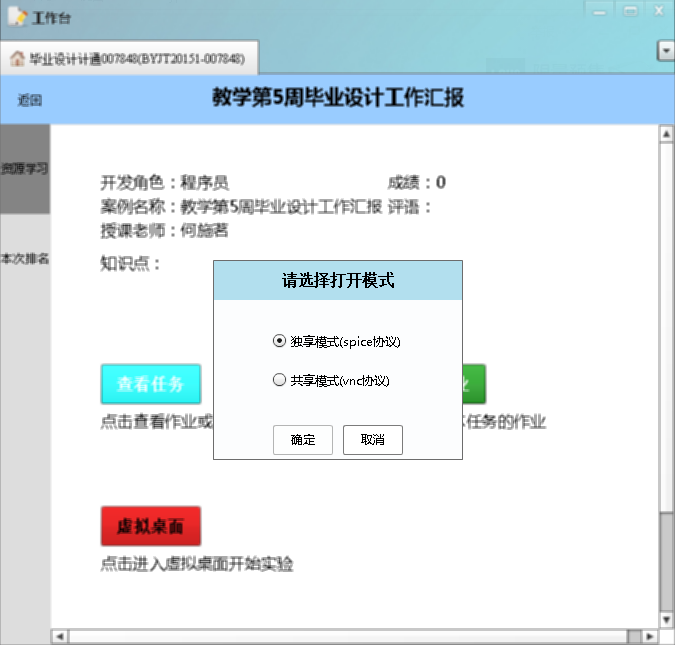 工作台
毕业设计计通007848(BYJT20151-007848)
返回
教学第5周毕业设计工作汇报
资源学习
本次排名
开发角色：程序员
成绩：0
案例名称：教学第5周毕业设计工作汇报
评语：
授课老师：何施茗
知识点：
请选择打开模式
独享模式(spice协议)
共享模式(vnc协议)
确定
取消
查看任务
点击查看作业或
任务的作业
虚拟桌面
点击进入虚拟桌面开始实验